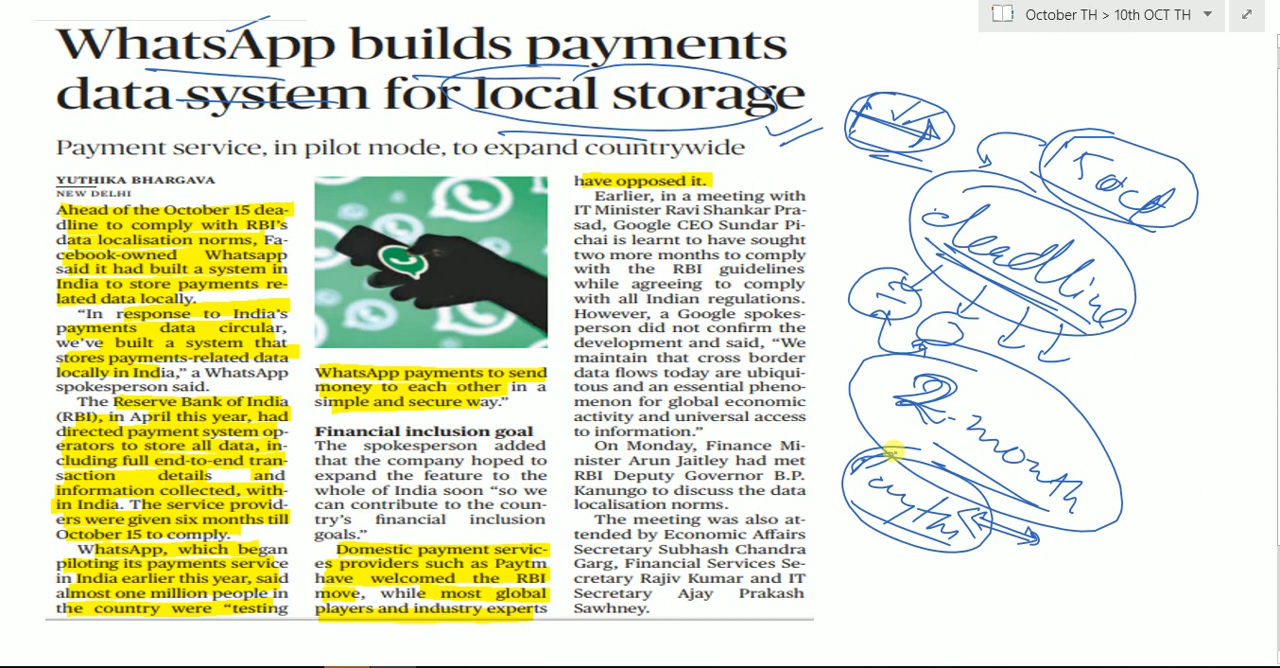 October TH > 10th OCT TH
WhatsApp builds payments
data system for local storage
Payment service, in pilot mode, to expand countrywide
YUTHIKA BHARGAVA
NEW DELHI
Ahead of the October 15 dea-
dline to comply with RBI's
data localisation norms, Fa-
cebook-owned Whatsapp
said it had built a system in
India to store payments re-
lated data locally.
"In response to India's
payments data circular,
we've built a system that
stores payments-related data
locally in India," a WhatsApp
spokesperson said.
The Reserve Bank of India
(RBI), in April this year, had
directed payment system op-
erators to store all data, in-
cluding full end-to-end tran-
saction details and
information collected, with-
in India. The service provid-
ers were given six months till
October 15 to comply.
WhatsApp, which began
piloting its payments service
in India earlier this year, said
almost one million people in
the country were "testing
WhatsApp payments to send
money to each other in a
simple and secure way."
Financial inclusion goal
The spokesperson added
that the company hoped to
expand the feature to the
whole of India soon "so we
can contribute to the coun-
try's financial inclusion
goals."
Domestic payment servic-
es providers such as Paytm
have welcomed the RBI
move, while most global
players and industry experts
have opposed it.
Earlier, in a meeting with
IT Minister Ravi Shankar Pra-
sad, Google CEO Sundar Pi-
chai is learnt to have sought
two more months to comply
with the RBI guidelines
while agreeing to comply
with all Indian regulations.
However, a Google spokes-
person did not confirm the
development and said, "We
maintain that cross border
data flows today are ubiqui-
tous and an essential pheno-
menon for global economic
activity and universal access
to information."
On Monday, Finance Mi-
nister Arun Jaitley had met
RBI Deputy Governor B.P.
Kanungo to discuss the data
localisation norms.
The meeting was also at-
tended by Economic Affairs
Secretary Subhash Chandra
Garg, Financial Services Se-
cretary Rajiv Kumar and IT
Secretary Ajay Prakash
Sawhney.
deadline
2-month